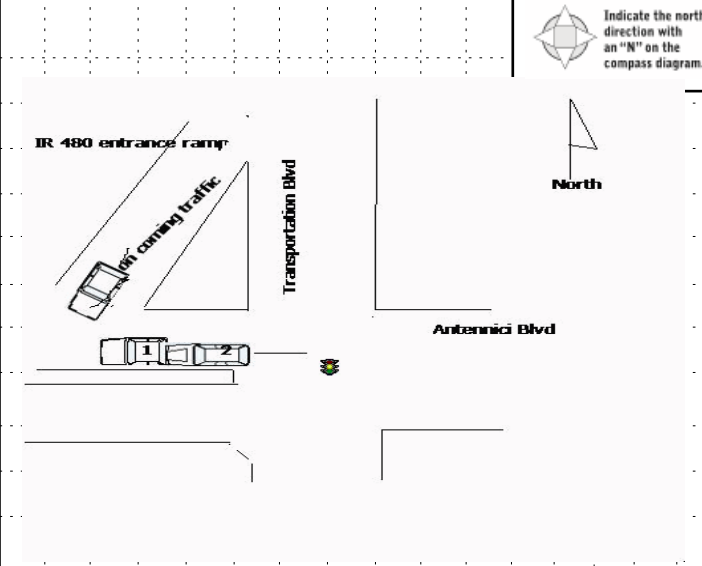 Indicate the north
direction with
an "N" on the
compass diagram.
IR 480 entrance ramp
on coming traffic
Transportation Blvd
North
Antennici Blvd
1
2